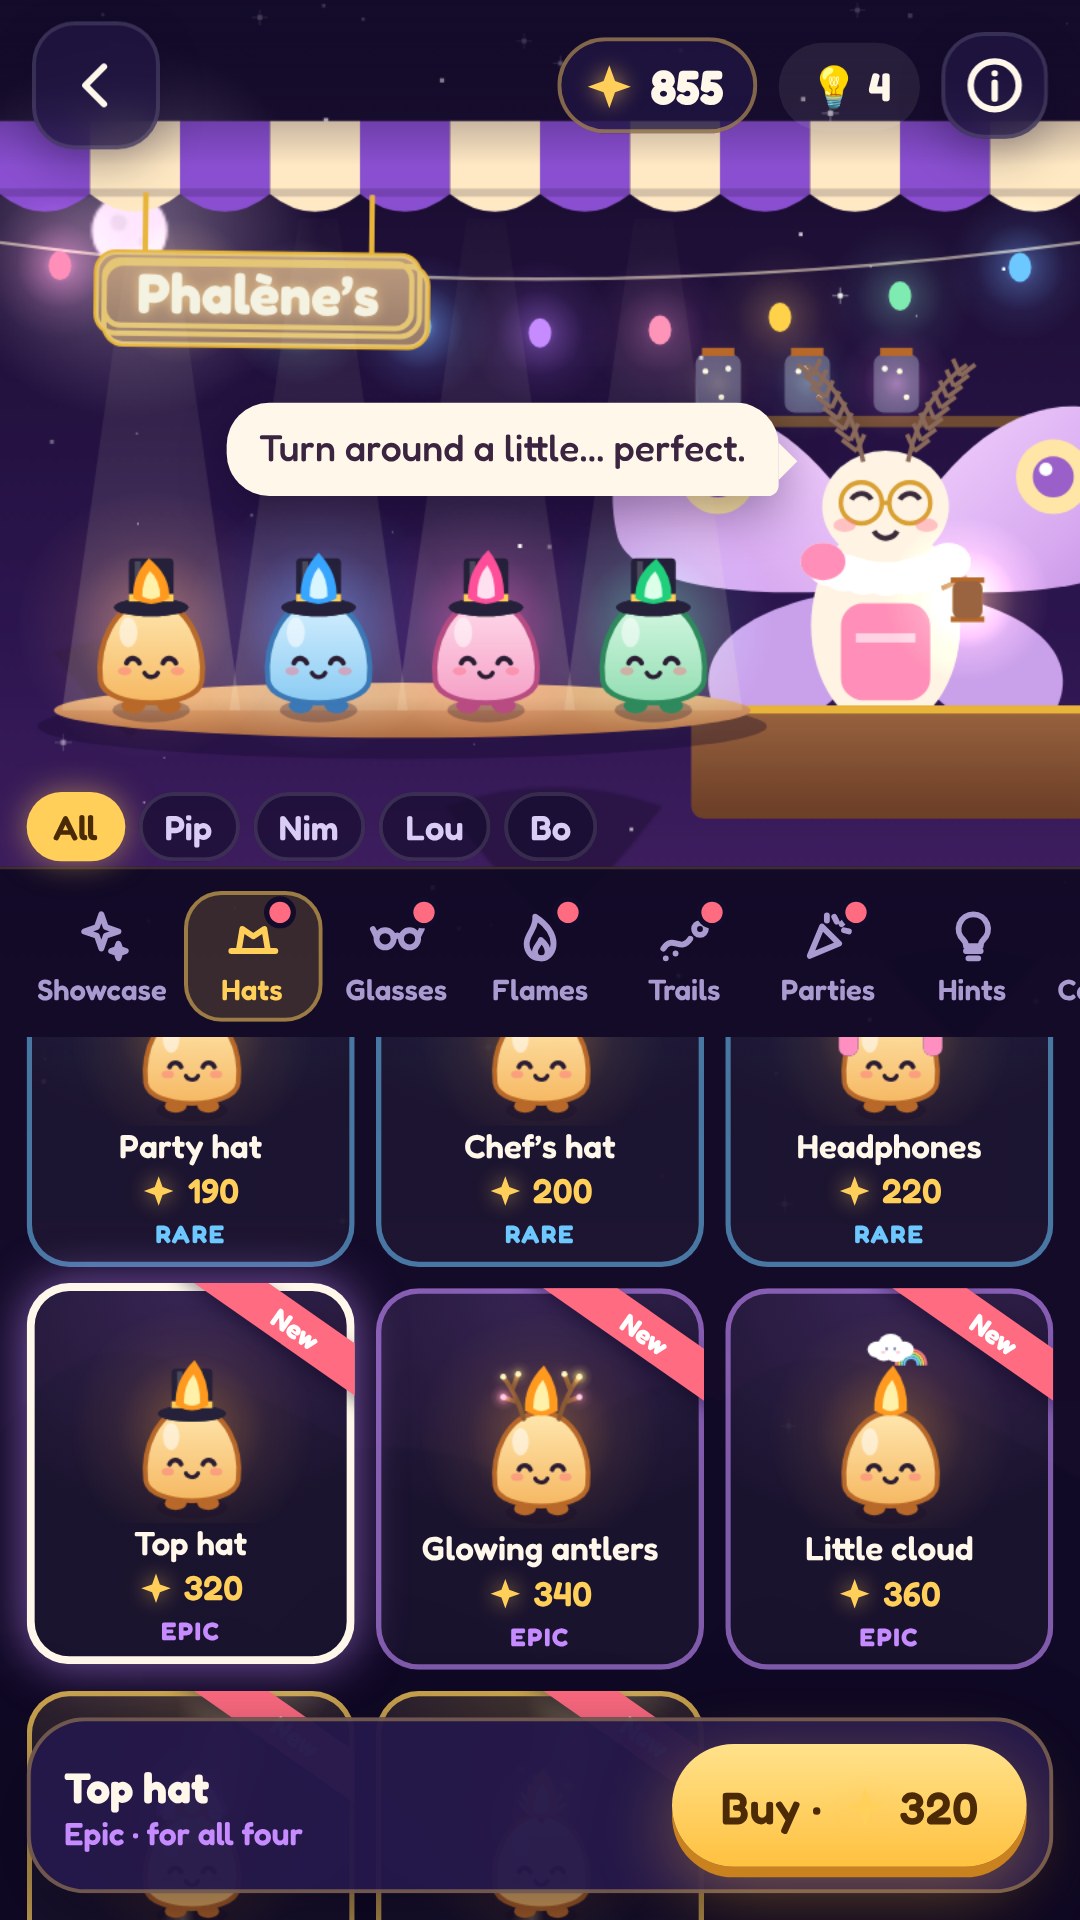 855
4
Phalène's
Turn around a little... perfect.
All
Pip
Nim
Lou
Bo
Showcase
Hats
Glasses
Flames
Trails
Parties
Hints
Party hat
190
RARE
Chef's hat
200
RARE
Headphones
220
RARE
New
Top hat
320
EPIC
New
Glowing antlers
340
EPIC
New
Little cloud
360
EPIC
Top hat
Epic · for all four
Buy · 320